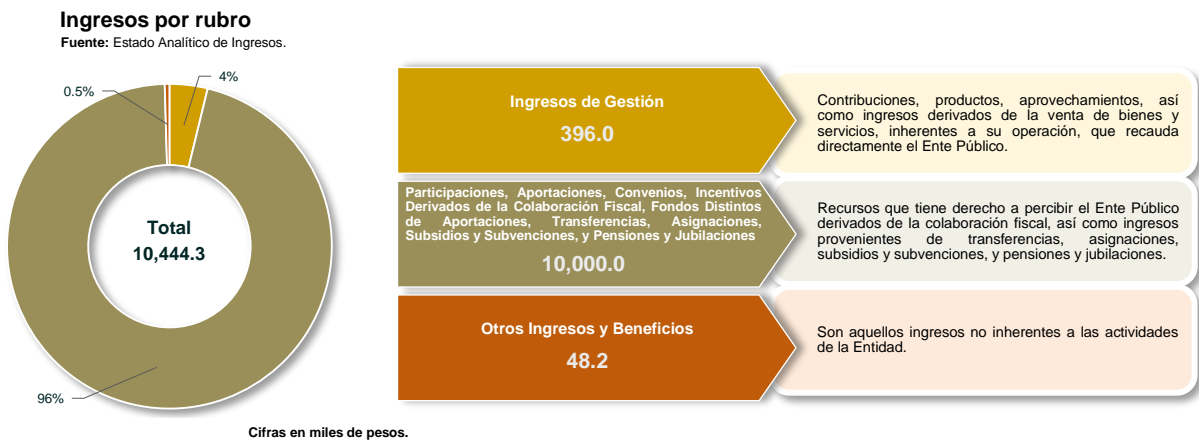 Ingresos por rubro
Fuente: Estado Analítico de Ingresos.
0.5%
4%
Total
10,444.3
96%
Ingresos de Gestión
396.0
Contribuciones, productos, aprovechamientos, así
como ingresos derivados de la venta de bienes y
servicios, inherentes a su operación, que recauda
directamente el Ente Público.
Participaciones, Aportaciones, Convenios, Incentivos
Derivados de la Colaboración Fiscal, Fondos Distintos
de Aportaciones, Transferencias, Asignaciones,
Subsidios y Subvenciones, y Pensiones y Jubilaciones
10,000.0
Recursos que tiene derecho a percibir el Ente Público
derivados de la colaboración fiscal, así como ingresos
provenientes de transferencias, asignaciones,
subsidios y subvenciones, y pensiones y jubilaciones.
Otros Ingresos y Beneficios
48.2
Son aquellos ingresos no inherentes a las actividades
de la Entidad.
Cifras en miles de pesos.